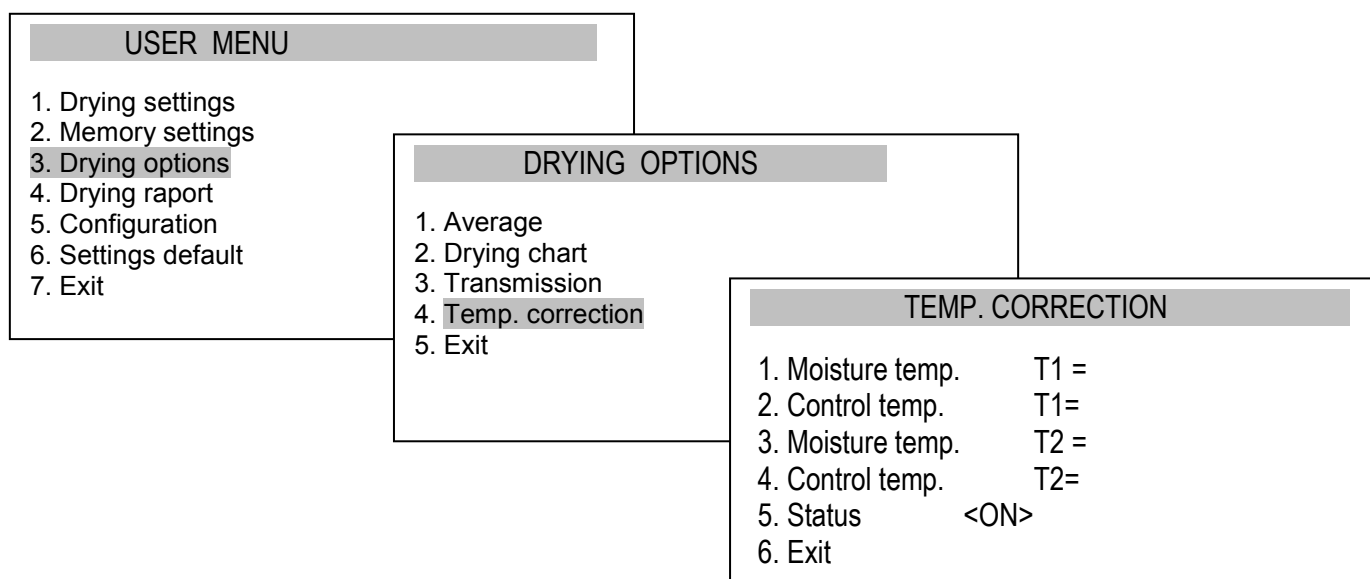 USER MENU
1. Drying settings
2. Memory settings
3. Drying options
4. Drying raport
5. Configuration
6. Settings default
7. Exit
DRYING OPTIONS
1. Average
2. Drying chart
3. Transmission
4. Temp. correction
5. Exit
TEMP. CORRECTION
1. Moisture temp. T1 =
2. Control temp. T1=
3. Moisture temp. T2 =
4. Control temp. T2=
5. Status <ON>
6. Exit